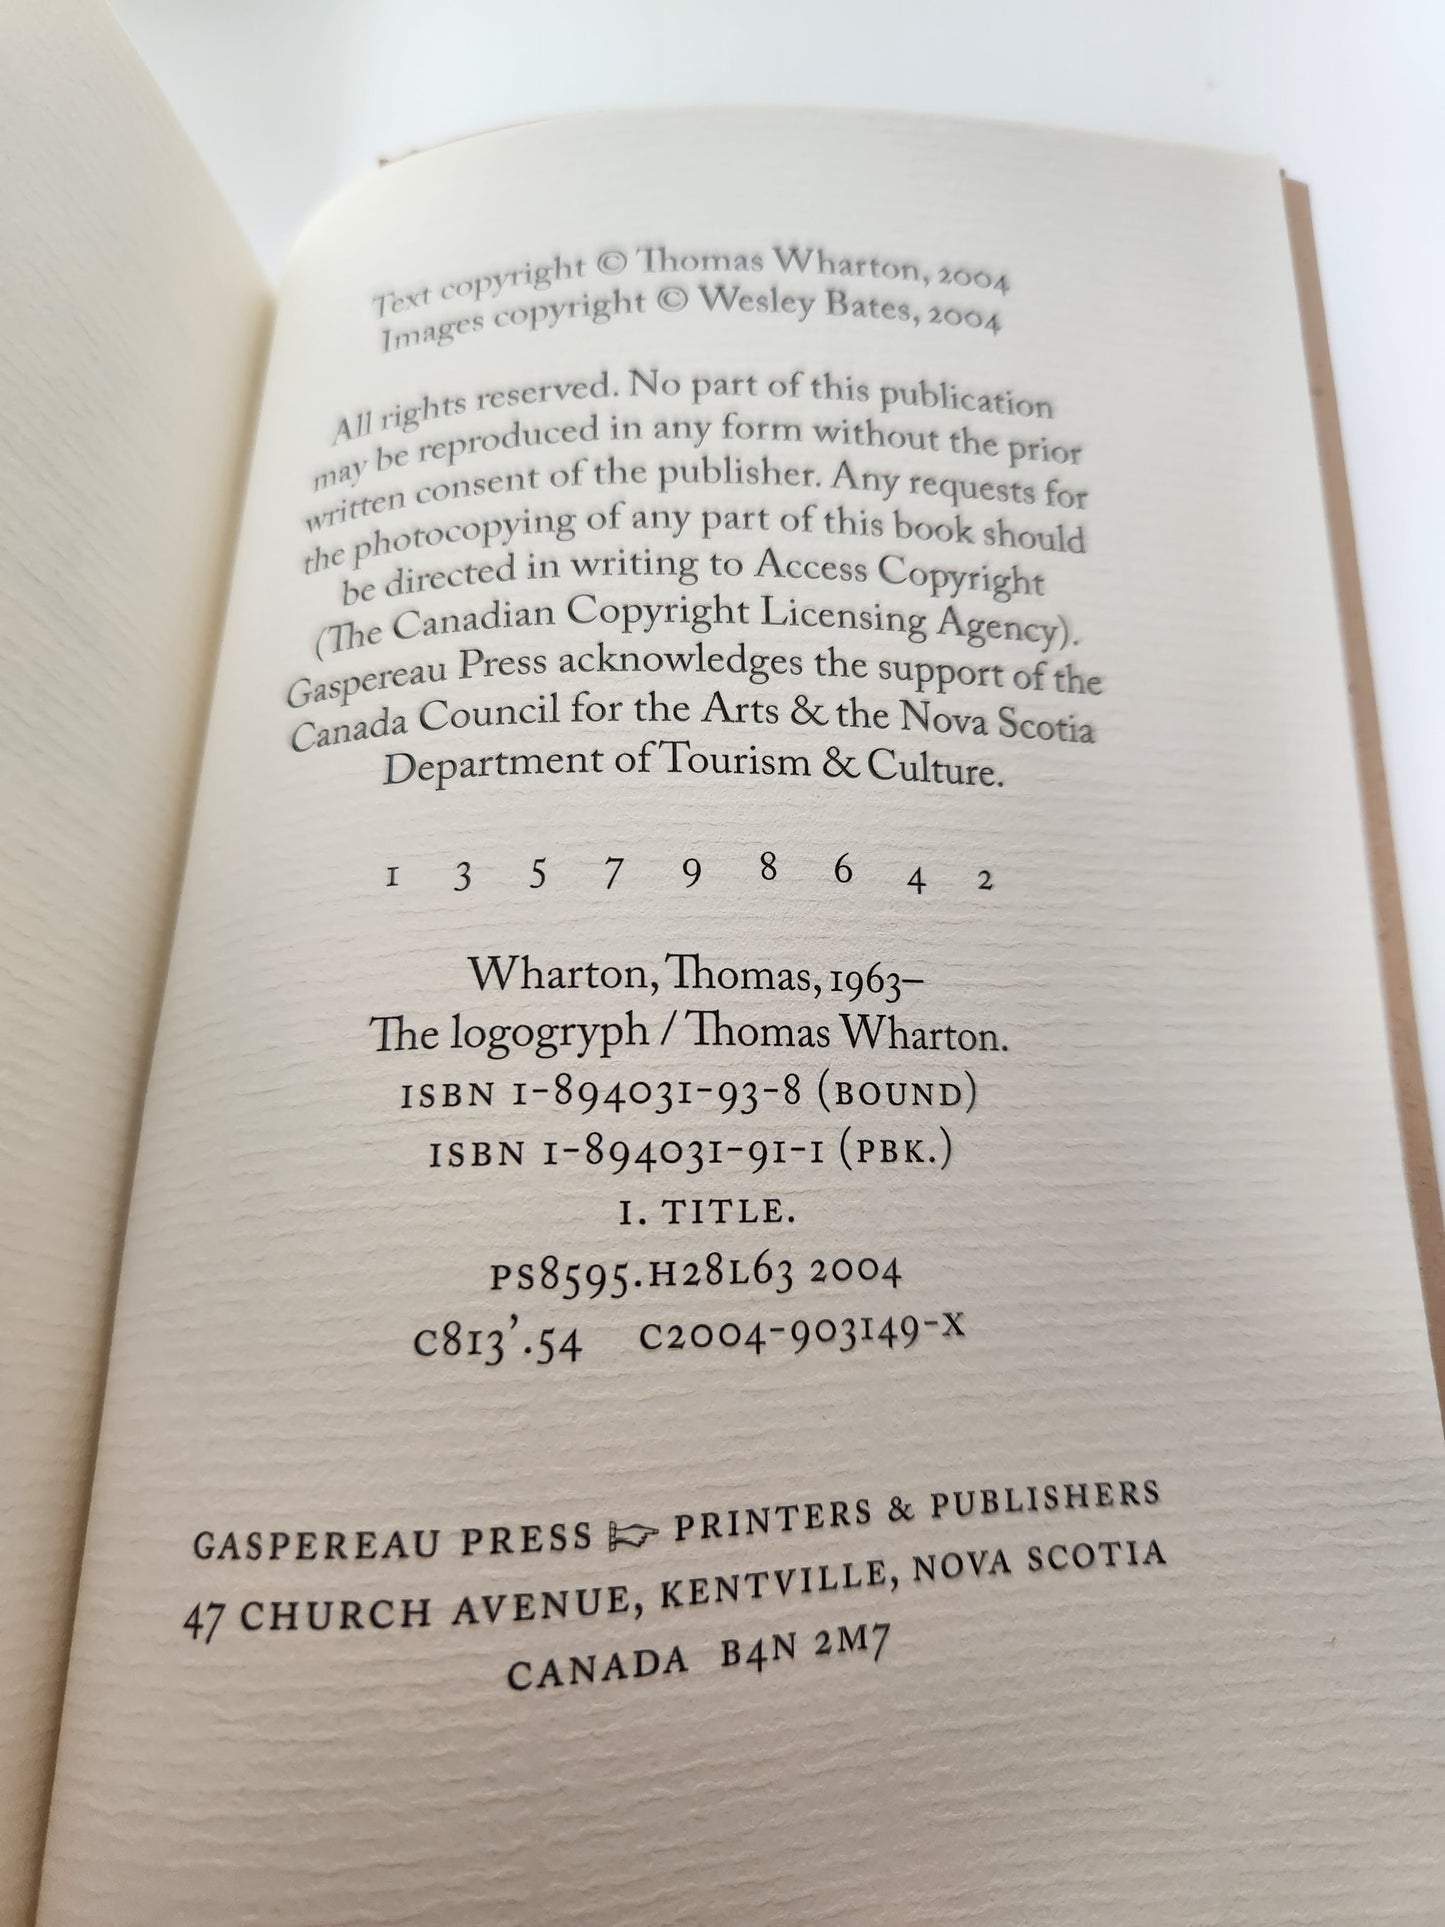 Text copyright © Thomas Wharton, 2004
Images copyright © Wesley Bates, 2004
All rights reserved. No part of this publication
may be reproduced in any form without the prior
written consent of the publisher. Any requests for
the photocopying of any part of this book should
be directed in writing to Access Copyright
(The Canadian Copyright Licensing Agency).
Gaspereau Press acknowledges the support of the
Canada Council for the Arts & the Nova Scotia
Department of Tourism & Culture.
1 3 5 7 9 8 6 4 2
Wharton, Thomas, 1963–
The logogryph / Thomas Wharton.
ISBN 1-894031-93-8 (BOUND)
ISBN 1-894031-91-1 (PBK.)
I. TITLE.
PS8595.H28L63 2004
C813’.54 C2004-903149-X
GASPEREAU PRESS ☞ PRINTERS & PUBLISHERS
47 CHURCH AVENUE, KENTVILLE, NOVA SCOTIA
CANADA B4N 2M7